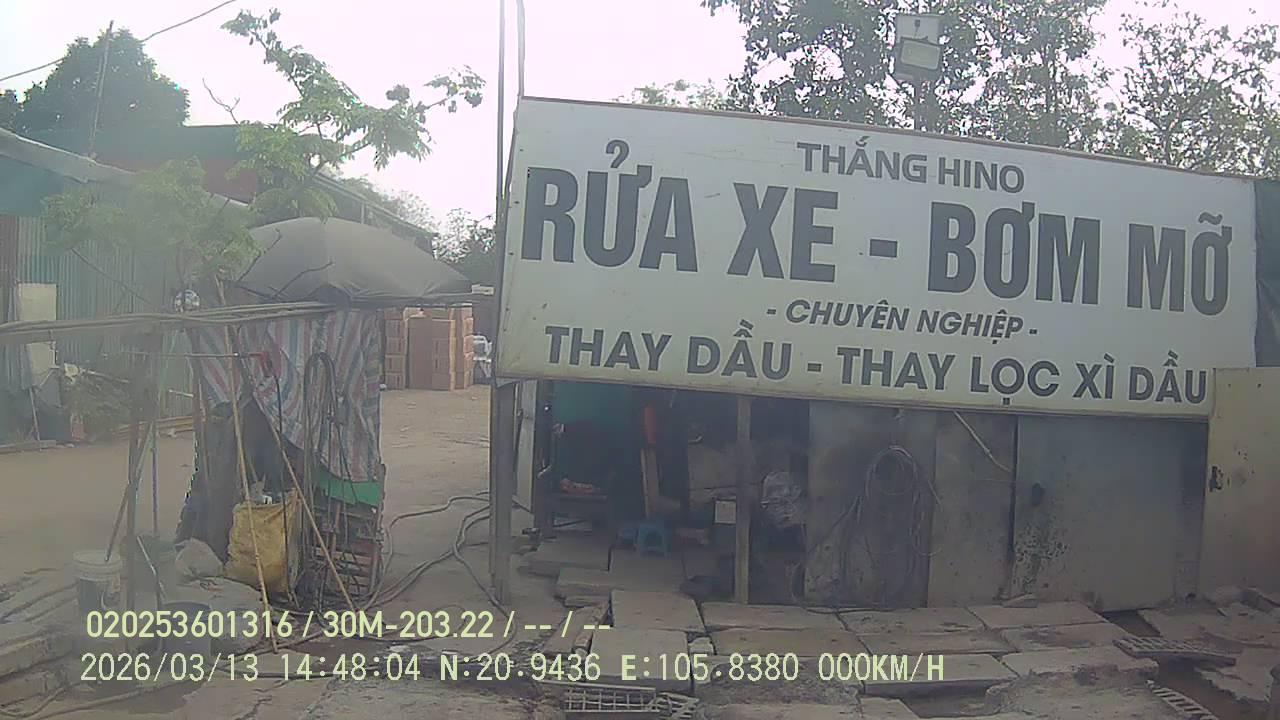 THẮNG HINO
RỬA XE - BƠM MỠ
- CHUYÊN NGHIỆP -
THAY DẦU - THAY LỌC XÌ DẦU
020253601316 / 30M-203.22 / -- / --
2026/03/13 14:48:04 N:20.9436 E:105.8380 000KM/H